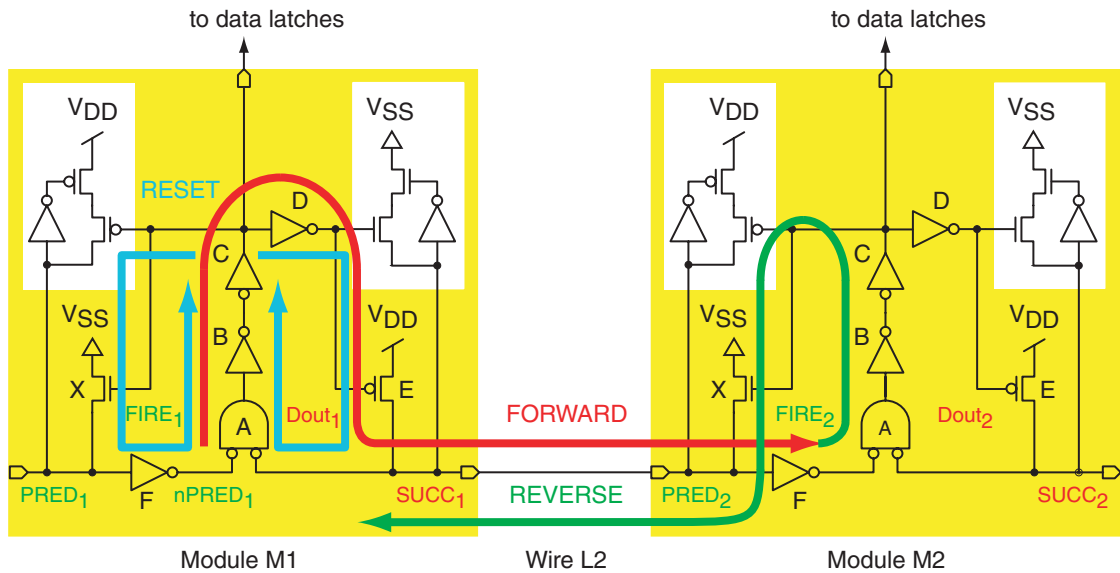 to data latches
to data latches
VDD
VSS
VDD
VSS
RESET
D
D
C
C
VSS
VDD
VSS
VDD
B
B
X
E
X
E
FIRE1
Dout1
FORWARD
FIRE2
Dout2
A
A
PRED1
F
nPRED1
SUCC1
REVERSE
PRED2
F
SUCC2
Module M1
Wire L2
Module M2